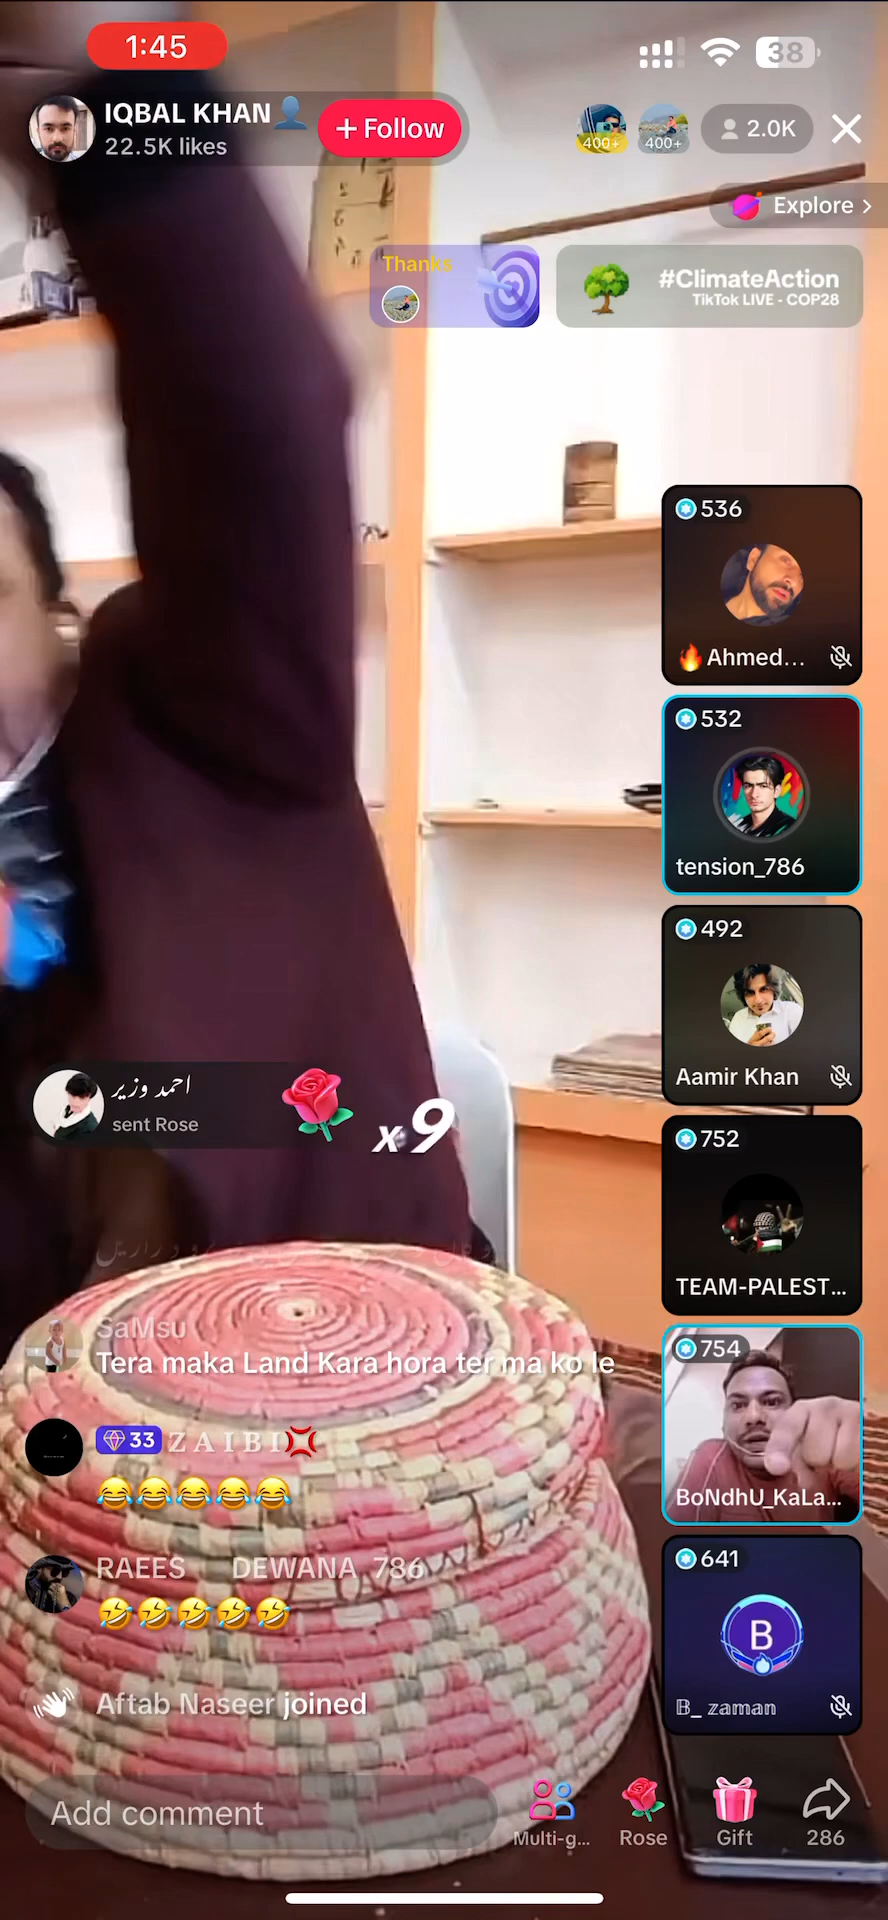 1:45
38
IQBAL KHAN
22.5K likes
+ Follow
400+
400+
2.0K
Explore
Thanks
#ClimateAction
TikTok LIVE - COP28
536
Ahmed...
532
tension_786
492
Aamir Khan
752
TEAM-PALEST...
754
BoNdhU_KaLa...
641
B
𝔹_ zaman
احمد وزیر
sent Rose
x9
SaMsu
Tera maka Land Kara hora ter ma ko le
33 Z A I B I
😂😂😂😂😂
RAEES DEWANA 786
🤣🤣🤣🤣🤣
Aftab Naseer joined
Add comment
Multi-g...
Rose
Gift
286